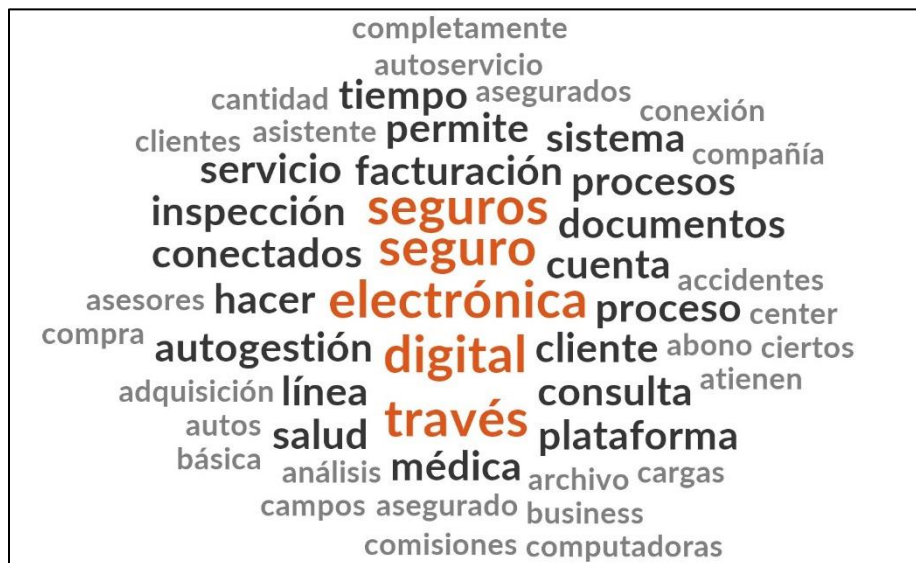 completamente
autoservicio
cantidad tiempo asegurados
conexión
clientes asistente permite sistema
compañía
servicio facturación procesos
inspección seguros documentos
conectados seguro cuenta
accidentes
asesores hacer electrónica proceso center
compra
autogestión digital cliente abono ciertos
atienen
adquisición línea consulta
autos través
salud plataforma
básica
análisis médica archivo cargas
campos asegurado business
comisiones computadoras